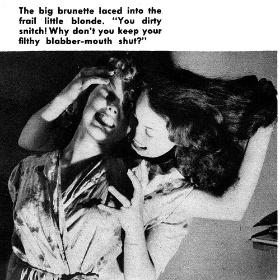 The big brunette laced into the
frail little blonde. "You dirty
snitch! Why don't you keep your
filthy blabber-mouth shut?"